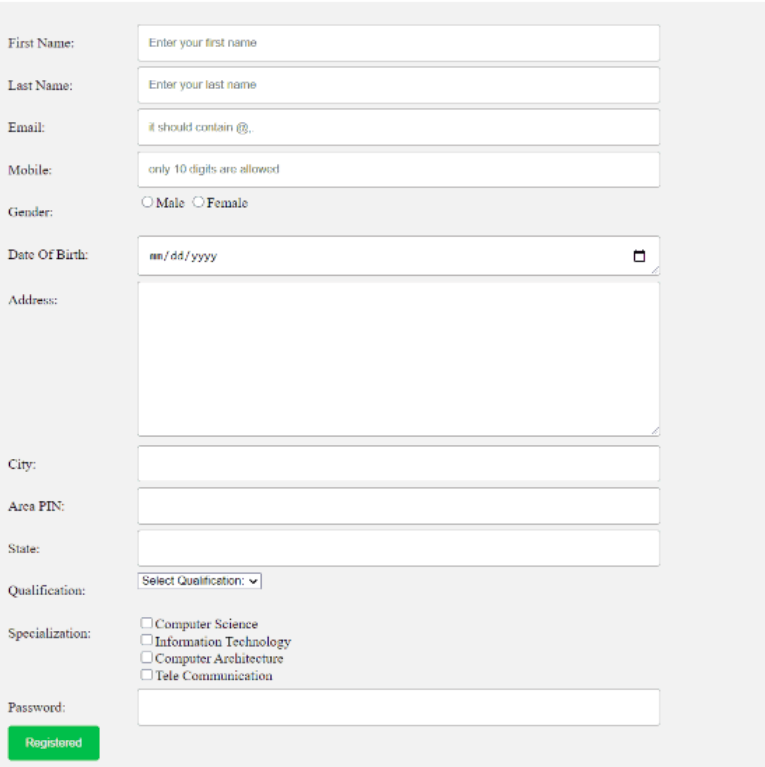 First Name: Enter your first name
Last Name: Enter your last name
Email: it should contain @,.
Mobile: only 10 digits are allowed
Gender: Male Female
Date Of Birth: mm/dd/yyyy
Address:
City:
Area PIN:
State:
Qualification: Select Qualification:
Specialization: Computer Science
Information Technology
Computer Architecture
Tele Communication
Password:
Registered